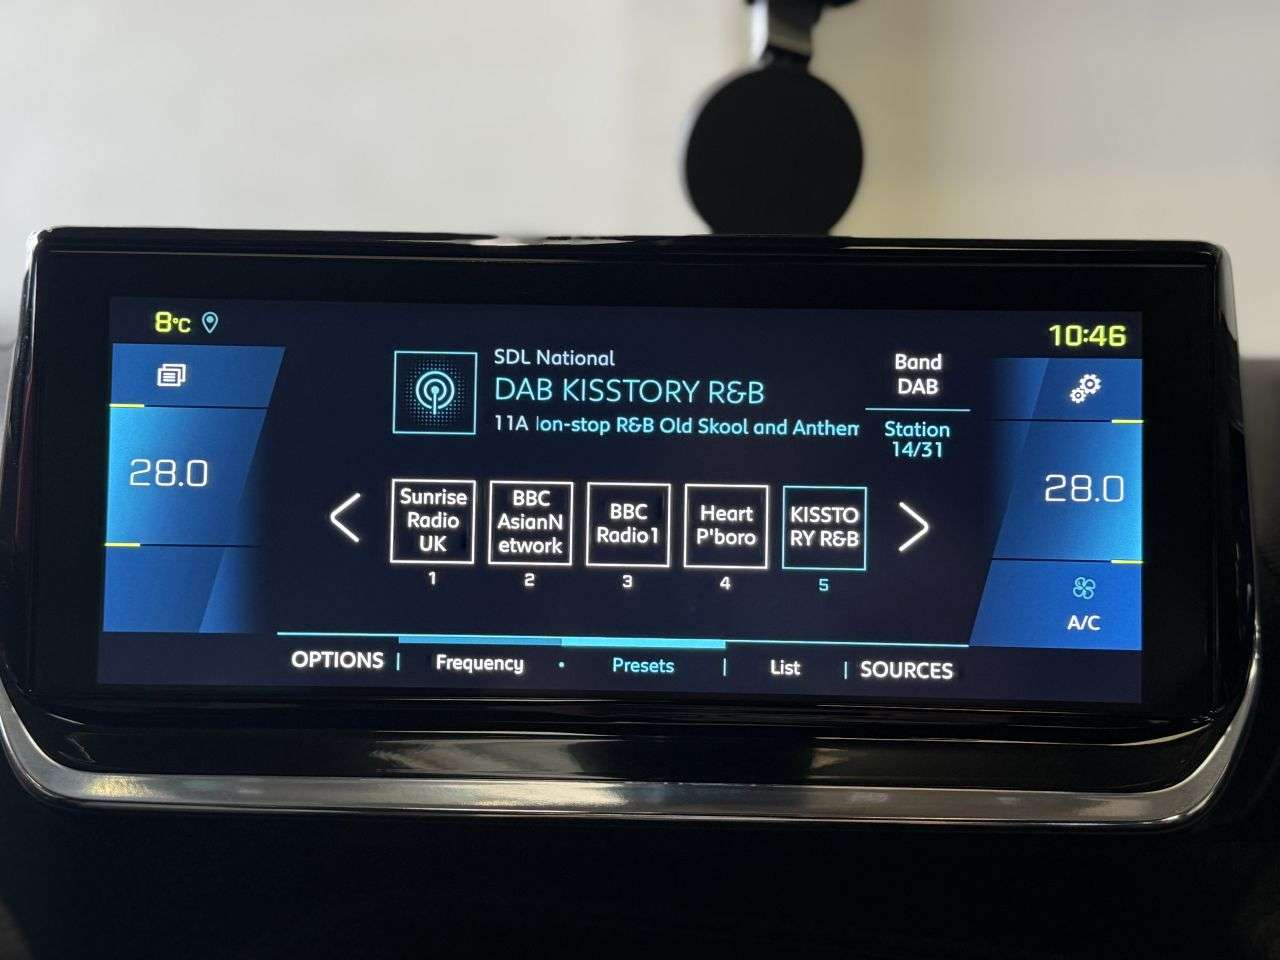 8°C
10:46
28.0
SDL National
DAB KISSTORY R&B
11A on-stop R&B Old Skool and Anthem
Band
DAB
Station
14/31
28.0
Sunrise
Radio
UK
1
BBC
AsianN
etwork
2
BBC
Radio1
3
Heart
P'boro
4
KISSTO
RY R&B
5
A/C
OPTIONS | Frequency • Presets | List | SOURCES